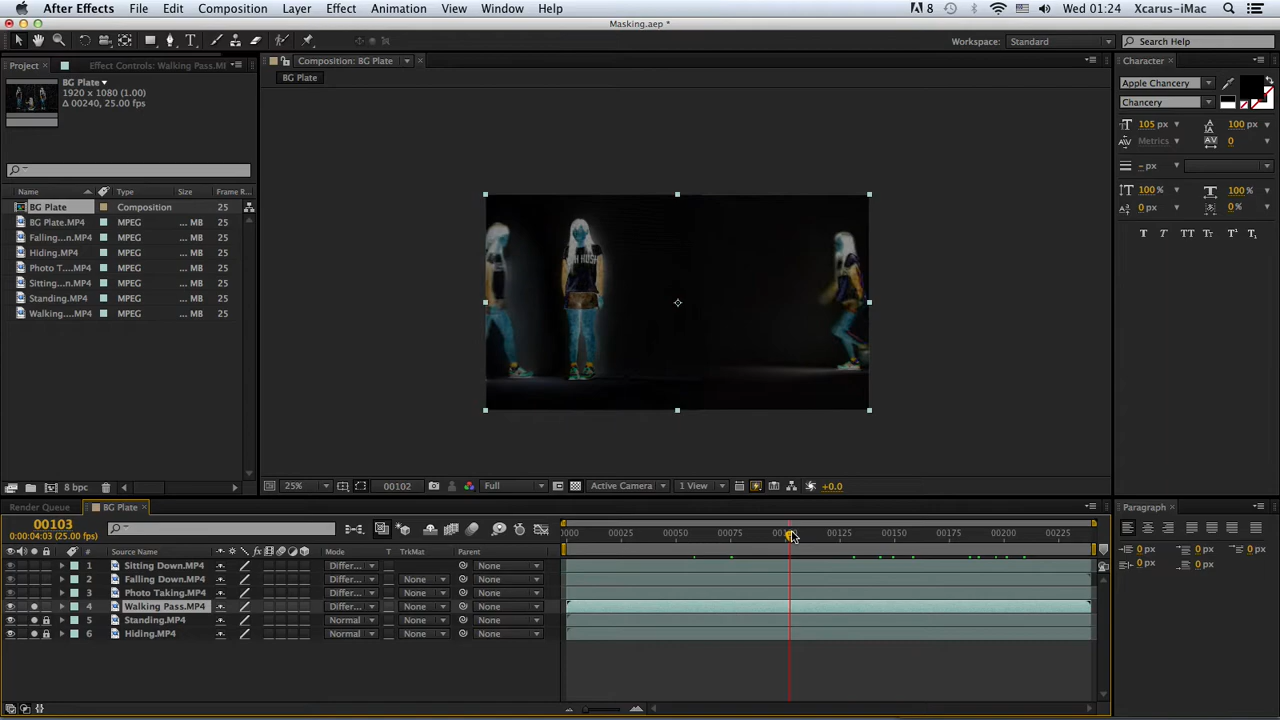 After Effects File Edit Composition Layer Effect Animation View Window Help 8 Wed 01:24 Xcarus-iMac
Masking.aep *
Workspace: Standard Search Help
Project Effect Controls: Walking Pass.MI Composition: BG Plate Character
BG Plate
1920 x 1080 (1.00)
Δ 00240, 25.00 fps
BG Plate
Apple Chancery
Chancery
105 px 100 px
Metrics 0
- px
100 % 100 %
0 px 0 %
T T TT Tr T¹ T₁
Name Type Size Frame R...
BG Plate Composition 25
BG Plate.MP4 MPEG ... MB 25
Falling...n.MP4 MPEG ... MB 25
Hiding.MP4 MPEG ... MB 25
Photo T....MP4 MPEG ... MB 25
Sitting...n.MP4 MPEG ... MB 25
Standing.MP4 MPEG ... MB 25
Walking....MP4 MPEG ... MB 25
8 bpc
25% 00102 Full Active Camera 1 View +0.0
Render Queue BG Plate Paragraph
00103
0:00:04:03 (25.00 fps)
0000 00025 00050 00075 00125 00150 00175 00200 00225
0 px 0 px 0 px
0 px 0 px
# Source Name Mode T TrkMat Parent
1 Sitting Down.MP4 Differ... None
2 Falling Down.MP4 Differ... None None
3 Photo Taking.MP4 Differ... None None
4 Walking Pass.MP4 Differ... None None
5 Standing.MP4 Normal None None
6 Hiding.MP4 Normal None None